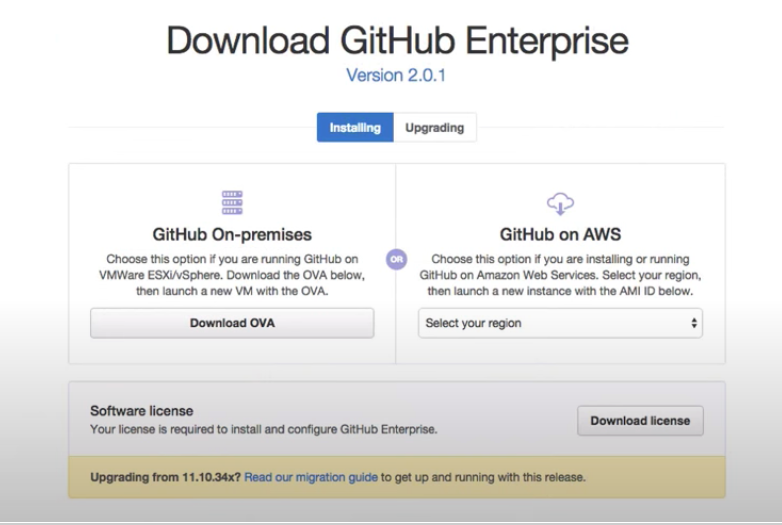 Download GitHub Enterprise
Version 2.0.1
Installing
Upgrading
GitHub On-premises
Choose this option if you are running GitHub on
VMWare ESXi/vSphere. Download the OVA below,
then launch a new VM with the OVA.
Download OVA
OR
GitHub on AWS
Choose this option if you are installing or running
GitHub on Amazon Web Services. Select your region,
then launch a new instance with the AMI ID below.
Select your region
Software license
Your license is required to install and configure GitHub Enterprise.
Download license
Upgrading from 11.10.34x? Read our migration guide to get up and running with this release.